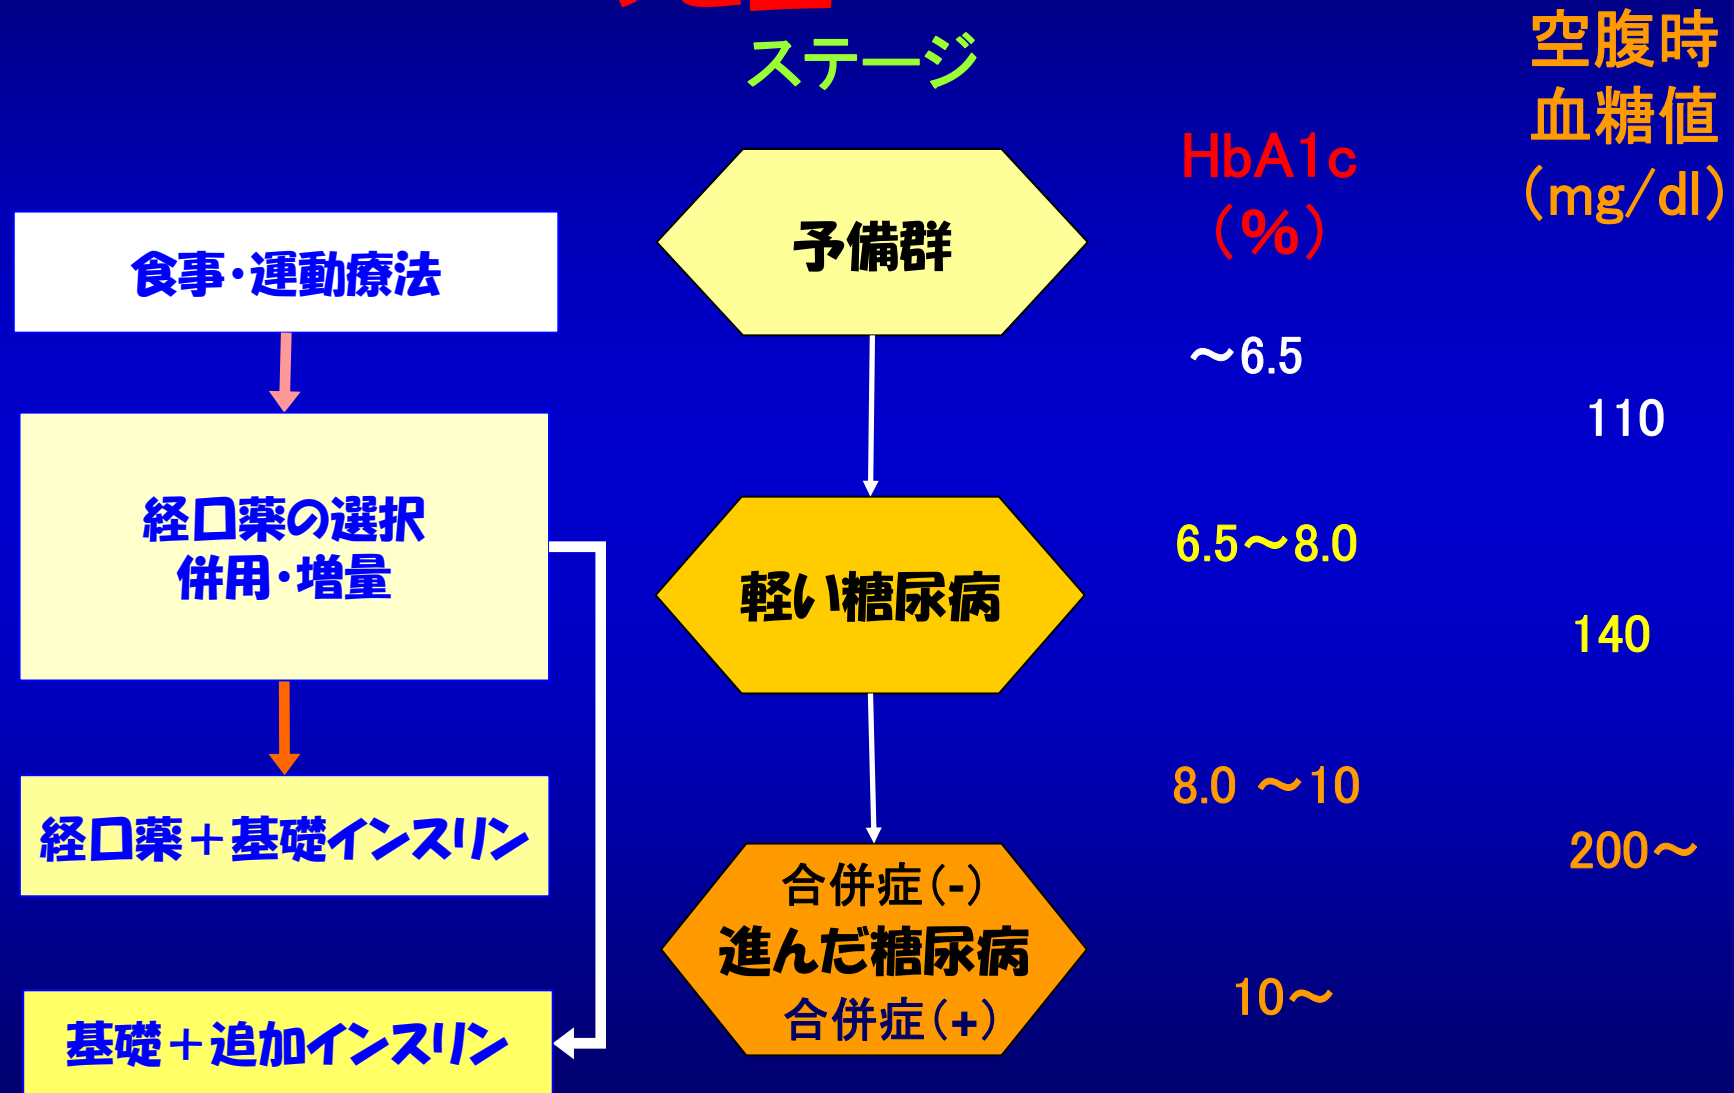 ステージ
空腹時
血糖値
(mg/dl)
HbA1c
(%)
食事・運動療法
経口薬の選択
併用・増量
経口薬+基礎インスリン
基礎+追加インスリン
予備群
軽い糖尿病
合併症(-)
進んだ糖尿病
合併症(+)
～6.5
6.5～8.0
8.0 ～10
10～
110
140
200～